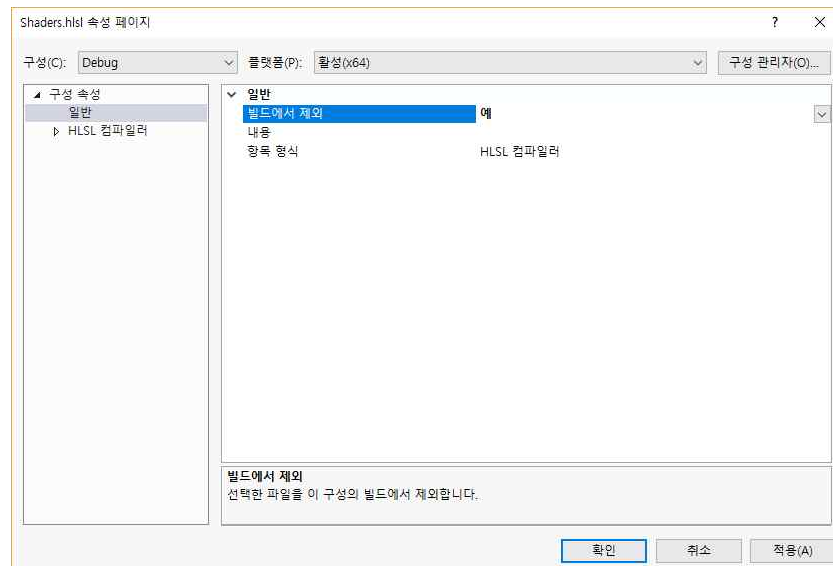 Shaders.hlsl 속성 페이지
구성(C): Debug 플랫폼(P): 활성(x64) 구성 관리자(O)...
구성 속성
일반
HLSL 컴파일러
일반
빌드에서 제외 예
내용
항목 형식 HLSL 컴파일러
빌드에서 제외
선택한 파일을 이 구성의 빌드에서 제외합니다.
확인 취소 적용(A)